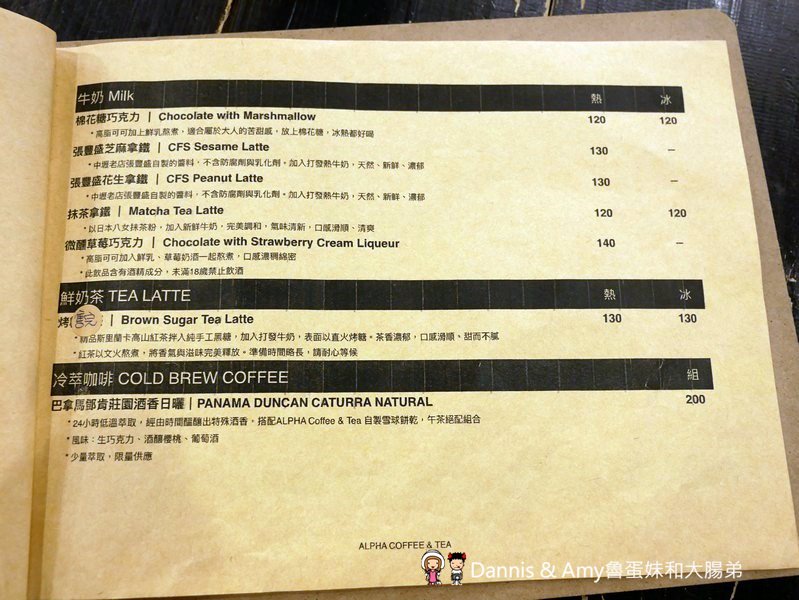 牛奶 Milk 熱 冰
棉花糖巧克力 | Chocolate with Marshmallow 120 120
*高脂可可加上鮮乳熬煮，適合屬於大人的苦甜感，放上棉花糖，冰熱都好喝
張豐盛芝麻拿鐵 | CFS Sesame Latte 130 –
*中壢老店張豐盛自製的醬料，不含防腐劑與乳化劑。加入打發熱牛奶，天然、新鮮、濃郁
張豐盛花生拿鐵 | CFS Peanut Latte 130 –
*中壢老店張豐盛自製的醬料，不含防腐劑與乳化劑。加入打發熱牛奶，天然、新鮮、濃郁
抹茶拿鐵 | Matcha Tea Latte 120 120
*以日本八女抹茶粉，加入新鮮牛奶，完美調和，氣味清新，口感滑順、清爽
微醺草莓巧克力 | Chocolate with Strawberry Cream Liqueur 140 –
*高脂可可加入鮮乳、草莓奶酒一起熬煮，口感濃稠綿密
*此飲品含有酒精成分，未滿18歲禁止飲酒
鮮奶茶 TEA LATTE 熱 冰
烤 售完 | Brown Sugar Tea Latte 130 130
*精品斯里蘭卡高山紅茶拌入純手工黑糖，加入打發牛奶，表面以直火烤糖。茶香濃郁，口感滑順、甜而不膩
*紅茶以文火熬煮，將香氣與滋味完美釋放。準備時間略長，請耐心等候
冷萃咖啡 COLD BREW COFFEE 組
巴拿馬鄧肯莊園酒香日曬 | PANAMA DUNCAN CATURRA NATURAL 200
*24小時低溫萃取，經由時間醞釀出特殊酒香，搭配ALPHA Coffee & Tea 自製雪球餅乾，午茶絕配組合
*風味：生巧克力、酒釀櫻桃、葡萄酒
*少量萃取，限量供應
ALPHA COFFEE & TEA
Dannis & Amy魯蛋妹和大腸弟